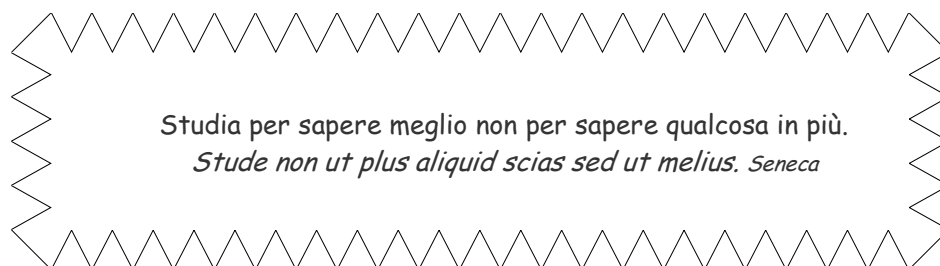 Studia per sapere meglio non per sapere qualcosa in più.
Stude non ut plus aliquid scias sed ut melius. Seneca